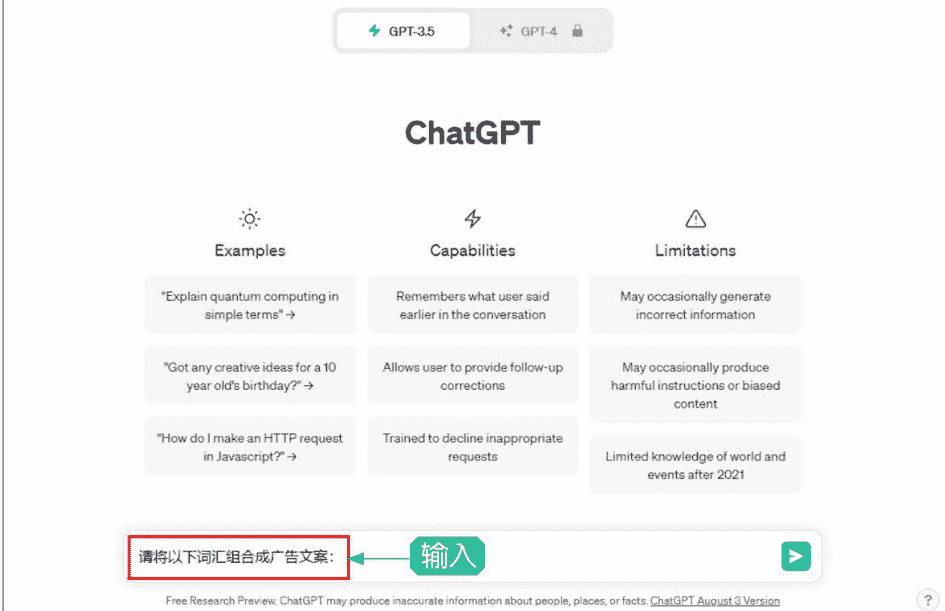 GPT-3.5
GPT-4
ChatGPT
Examples
Capabilities
Limitations
"Explain quantum computing in
simple terms" →
Remembers what user said
earlier in the conversation
May occasionally generate
incorrect information
"Got any creative ideas for a 10
year old's birthday?" →
Allows user to provide follow-up
corrections
May occasionally produce
harmful instructions or biased
content
"How do I make an HTTP request
in Javascript?" →
Trained to decline inappropriate
requests
Limited knowledge of world and
events after 2021
请将以下词汇组合成广告文案：
输入
Free Research Preview. ChatGPT may produce inaccurate information about people, places, or facts. ChatGPT August 3 Version
?